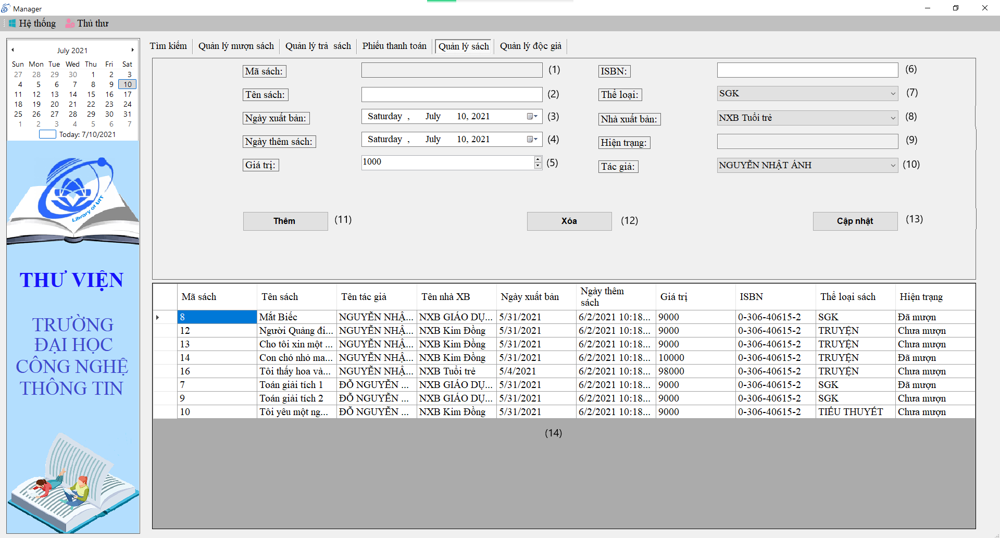 Manager
Hệ thống Thủ thư
July 2021
Sun Mon Tue Wed Thu Fri Sat
27 28 29 30 1 2 3
4 5 6 7 8 9 10
11 12 13 14 15 16 17
18 19 20 21 22 23 24
25 26 27 28 29 30 31
1 2 3 4 5 6 7
Today: 7/10/2021
Library of UIT
THƯ VIỆN
TRƯỜNG
ĐẠI HỌC
CÔNG NGHỆ
THÔNG TIN
Tìm kiếm Quản lý mượn sách Quản lý trả sách Phiếu thanh toán Quản lý sách Quản lý độc giả
Mã sách: (1) ISBN: (6)
Tên sách: (2) Thể loại: SGK (7)
Ngày xuất bản: Saturday , July 10, 2021 (3) Nhà xuất bản: NXB Tuổi trẻ (8)
Ngày thêm sách: Saturday , July 10, 2021 (4) Hiện trạng: (9)
Giá trị: 1000 (5) Tác giả: NGUYỄN NHẬT ÁNH (10)
Thêm (11) Xóa (12) Cập nhật (13)
Mã sách Tên sách Tên tác giả Tên nhà XB Ngày xuất bản Ngày thêm sách Giá trị ISBN Thể loại sách Hiện trạng
8 Mắt Biếc NGUYỄN NHẬ... NXB GIÁO DỤ... 5/31/2021 6/2/2021 10:18... 9000 0-306-40615-2 SGK Đã mượn
12 Người Quảng đi... NGUYỄN NHẬ... NXB Kim Đồng 5/31/2021 6/2/2021 10:18... 9000 0-306-40615-2 TRUYỆN Chưa mượn
13 Cho tôi xin một ... NGUYỄN NHẬ... NXB Kim Đồng 5/31/2021 6/2/2021 10:18... 9000 0-306-40615-2 TRUYỆN Chưa mượn
14 Con chó nhỏ ma... NGUYỄN NHẬ... NXB Kim Đồng 5/31/2021 6/2/2021 10:18... 10000 0-306-40615-2 TRUYỆN Đã mượn
16 Tôi thấy hoa và... NGUYỄN NHẬ... NXB Tuổi trẻ 5/4/2021 6/2/2021 10:18... 98000 0-306-40615-2 TRUYỆN Chưa mượn
7 Toán giải tích 1 ĐỖ NGUYỄN ... NXB GIÁO DỤ... 5/31/2021 6/2/2021 10:18... 9000 0-306-40615-2 SGK Đã mượn
9 Toán giải tích 2 ĐỖ NGUYỄN ... NXB GIÁO DỤ... 5/31/2021 6/2/2021 10:18... 9000 0-306-40615-2 SGK Chưa mượn
10 Tôi yêu một ng... ĐỖ NGUYỄN ... NXB Kim Đồng 5/31/2021 6/2/2021 10:18... 9000 0-306-40615-2 TIỂU THUYẾT Chưa mượn
(14)